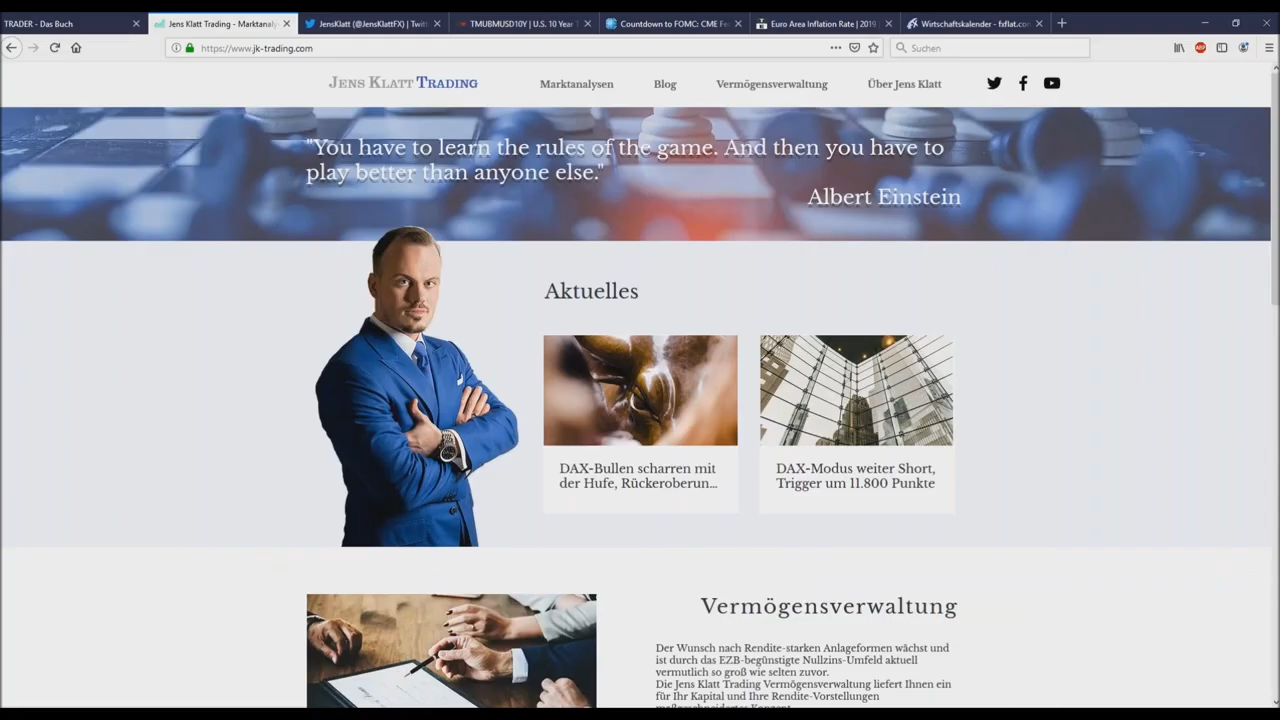 TRADER - Das Buch
Jens Klatt Trading - Marktanaly
JensKlatt (@JensKlattFX) | Twitt
TMUBMUSD10Y | U.S. 10 Year T
Countdown to FOMC: CME Fe
Euro Area Inflation Rate | 2019 |
Wirtschaftskalender - fxflat.com
https://www.jk-trading.com
Suchen
JENS KLATT TRADING
Marktanalysen
Blog
Vermögensverwaltung
Über Jens Klatt
"You have to learn the rules of the game. And then you have to
play better than anyone else."
Albert Einstein
Aktuelles
DAX-Bullen scharren mit
der Hufe, Rückeroberun...
DAX-Modus weiter Short,
Trigger um 11.800 Punkte
Vermögensverwaltung
Der Wunsch nach Rendite-starken Anlageformen wächst und
ist durch das EZB-begünstigte Nullzins-Umfeld aktuell
vermutlich so groß wie selten zuvor.
Die Jens Klatt Trading Vermögensverwaltung liefert Ihnen ein
für Ihr Kapital und Ihre Rendite-Vorstellungen
maßgeschneidertes Konzept